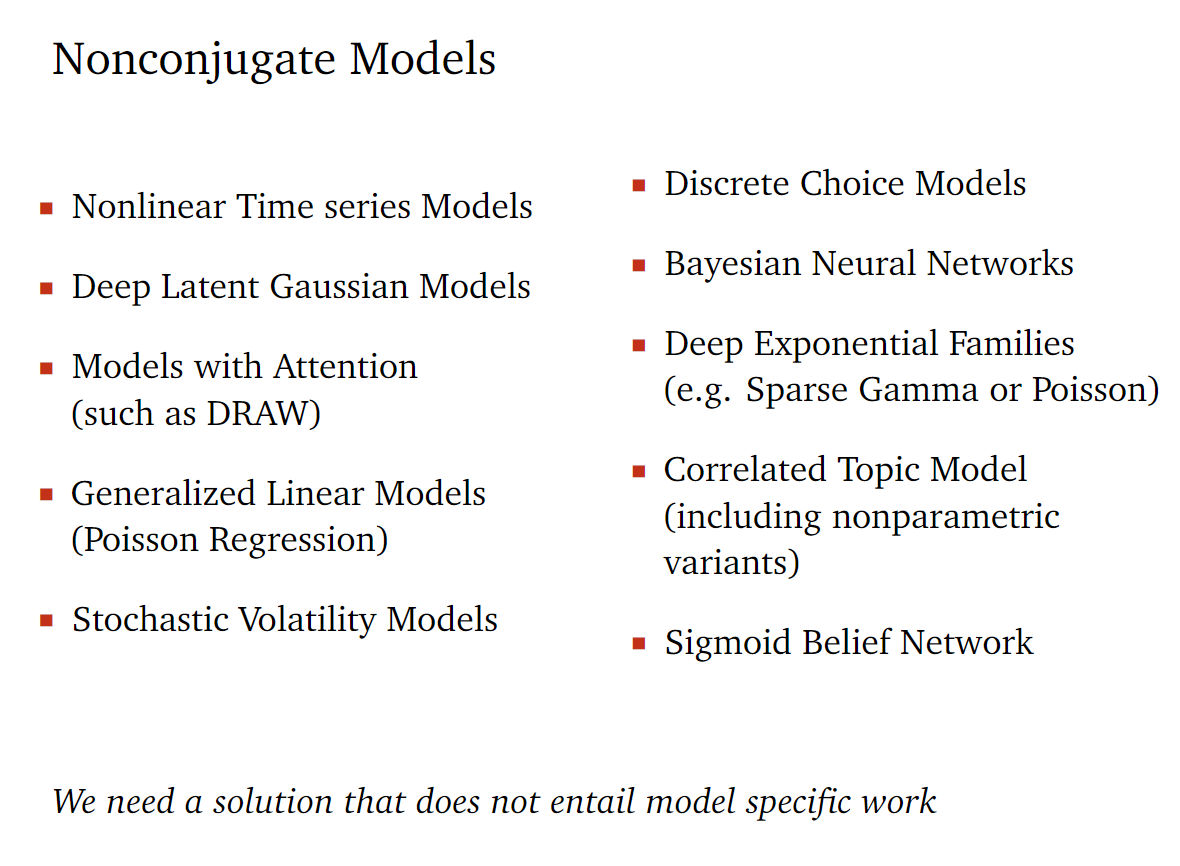 Nonconjugate Models
Nonlinear Time series Models
Deep Latent Gaussian Models
Models with Attention
(such as DRAW)
Generalized Linear Models
(Poisson Regression)
Stochastic Volatility Models
Discrete Choice Models
Bayesian Neural Networks
Deep Exponential Families
(e.g. Sparse Gamma or Poisson)
Correlated Topic Model
(including nonparametric
variants)
Sigmoid Belief Network
We need a solution that does not entail model specific work